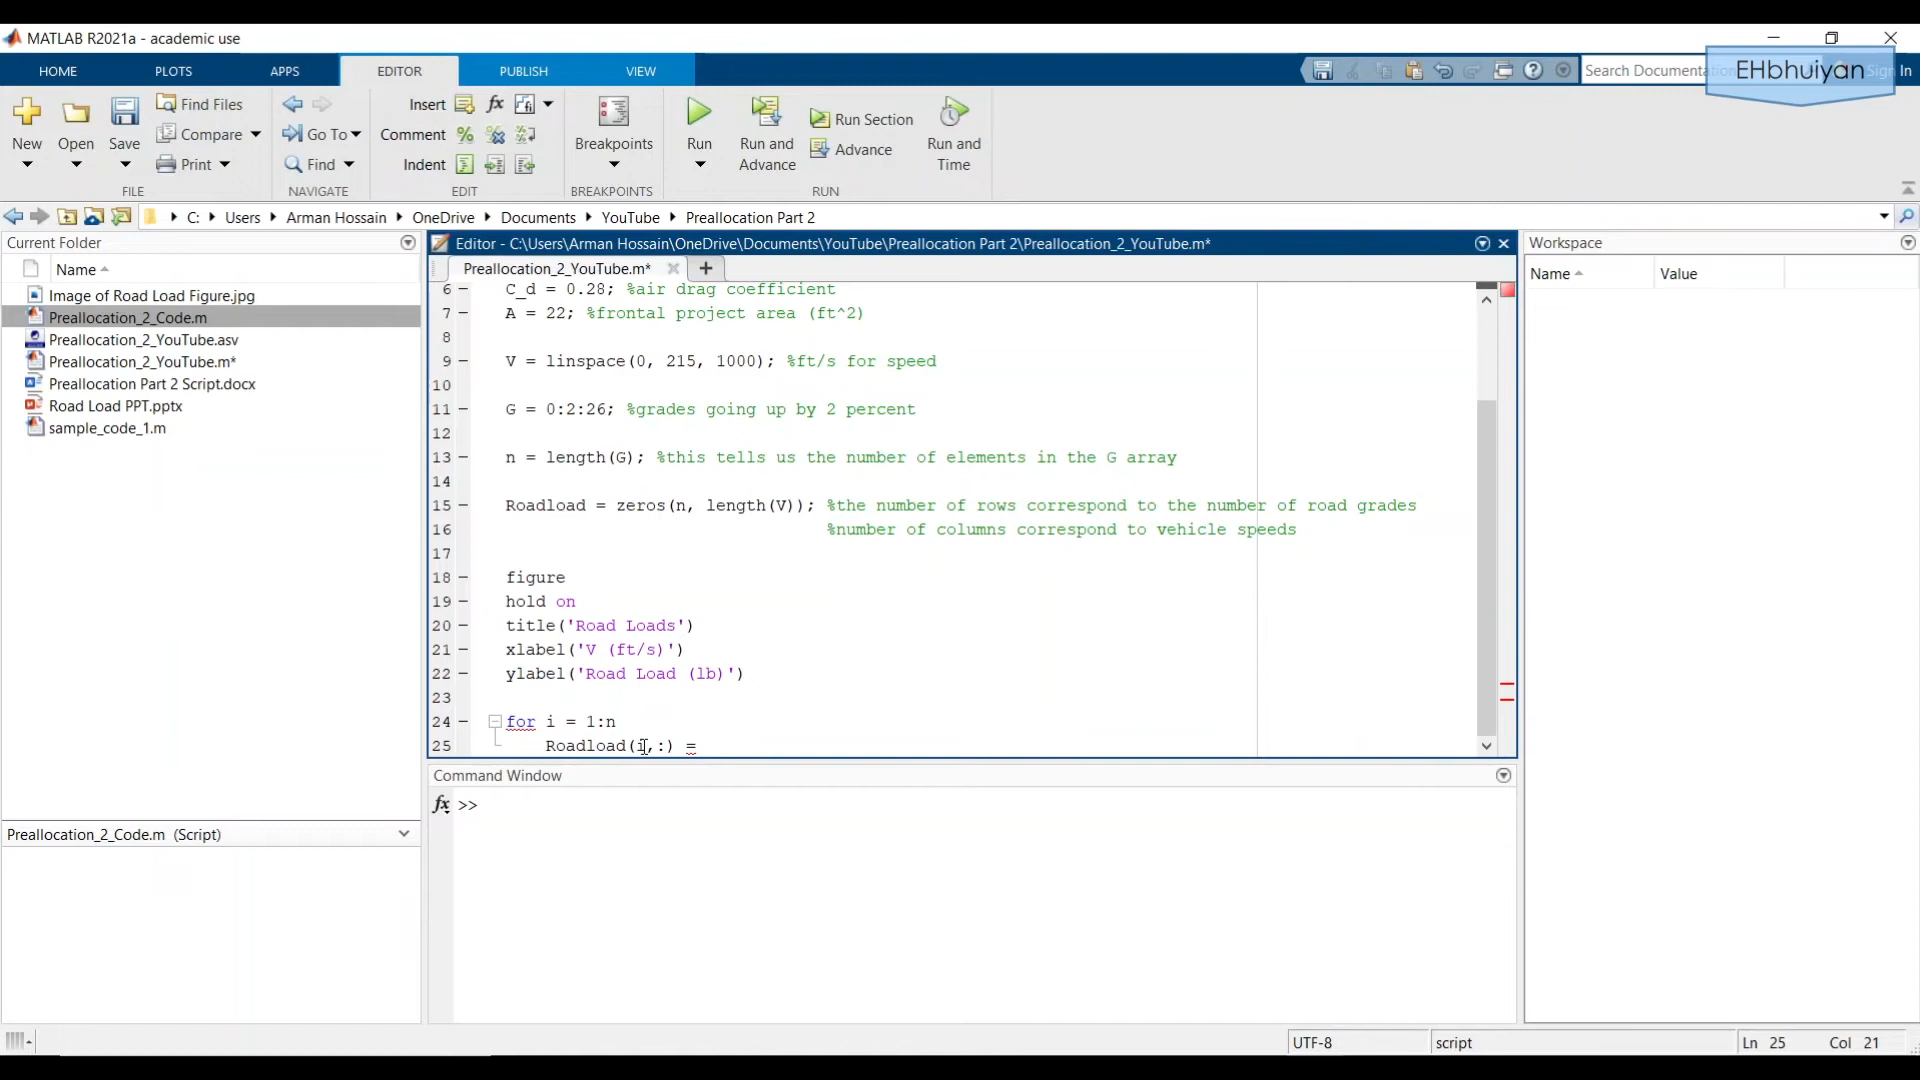 MATLAB R2021a - academic use
HOME PLOTS APPS EDITOR PUBLISH VIEW
Search Documentation EHbhuiyan Sign In
New Open Save Find Files Compare Print
Go To Find
Insert Comment Indent
Breakpoints Run Run and Advance Run Section Advance Run and Time
FILE NAVIGATE EDIT BREAKPOINTS RUN
C: Users Arman Hossain OneDrive Documents YouTube Preallocation Part 2
Current Folder
Name
Image of Road Load Figure.jpg
Preallocation_2_Code.m
Preallocation_2_YouTube.asv
Preallocation_2_YouTube.m*
Preallocation Part 2 Script.docx
Road Load PPT.pptx
sample_code_1.m
Preallocation_2_Code.m (Script)
Editor - C:\Users\Arman Hossain\OneDrive\Documents\YouTube\Preallocation Part 2\Preallocation_2_YouTube.m*
Preallocation_2_YouTube.m*
6 C_d = 0.28; %air drag coefficient
7 A = 22; %frontal project area (ft^2)
8
9 V = linspace(0, 215, 1000); %ft/s for speed
10
11 G = 0:2:26; %grades going up by 2 percent
12
13 n = length(G); %this tells us the number of elements in the G array
14
15 Roadload = zeros(n, length(V)); %the number of rows correspond to the number of road grades
16 %number of columns correspond to vehicle speeds
17
18 figure
19 hold on
20 title('Road Loads')
21 xlabel('V (ft/s)')
22 ylabel('Road Load (lb)')
23
24 for i = 1:n
25 Roadload(i,:) =
Command Window
fx >>
Workspace
Name Value
UTF-8 script Ln 25 Col 21